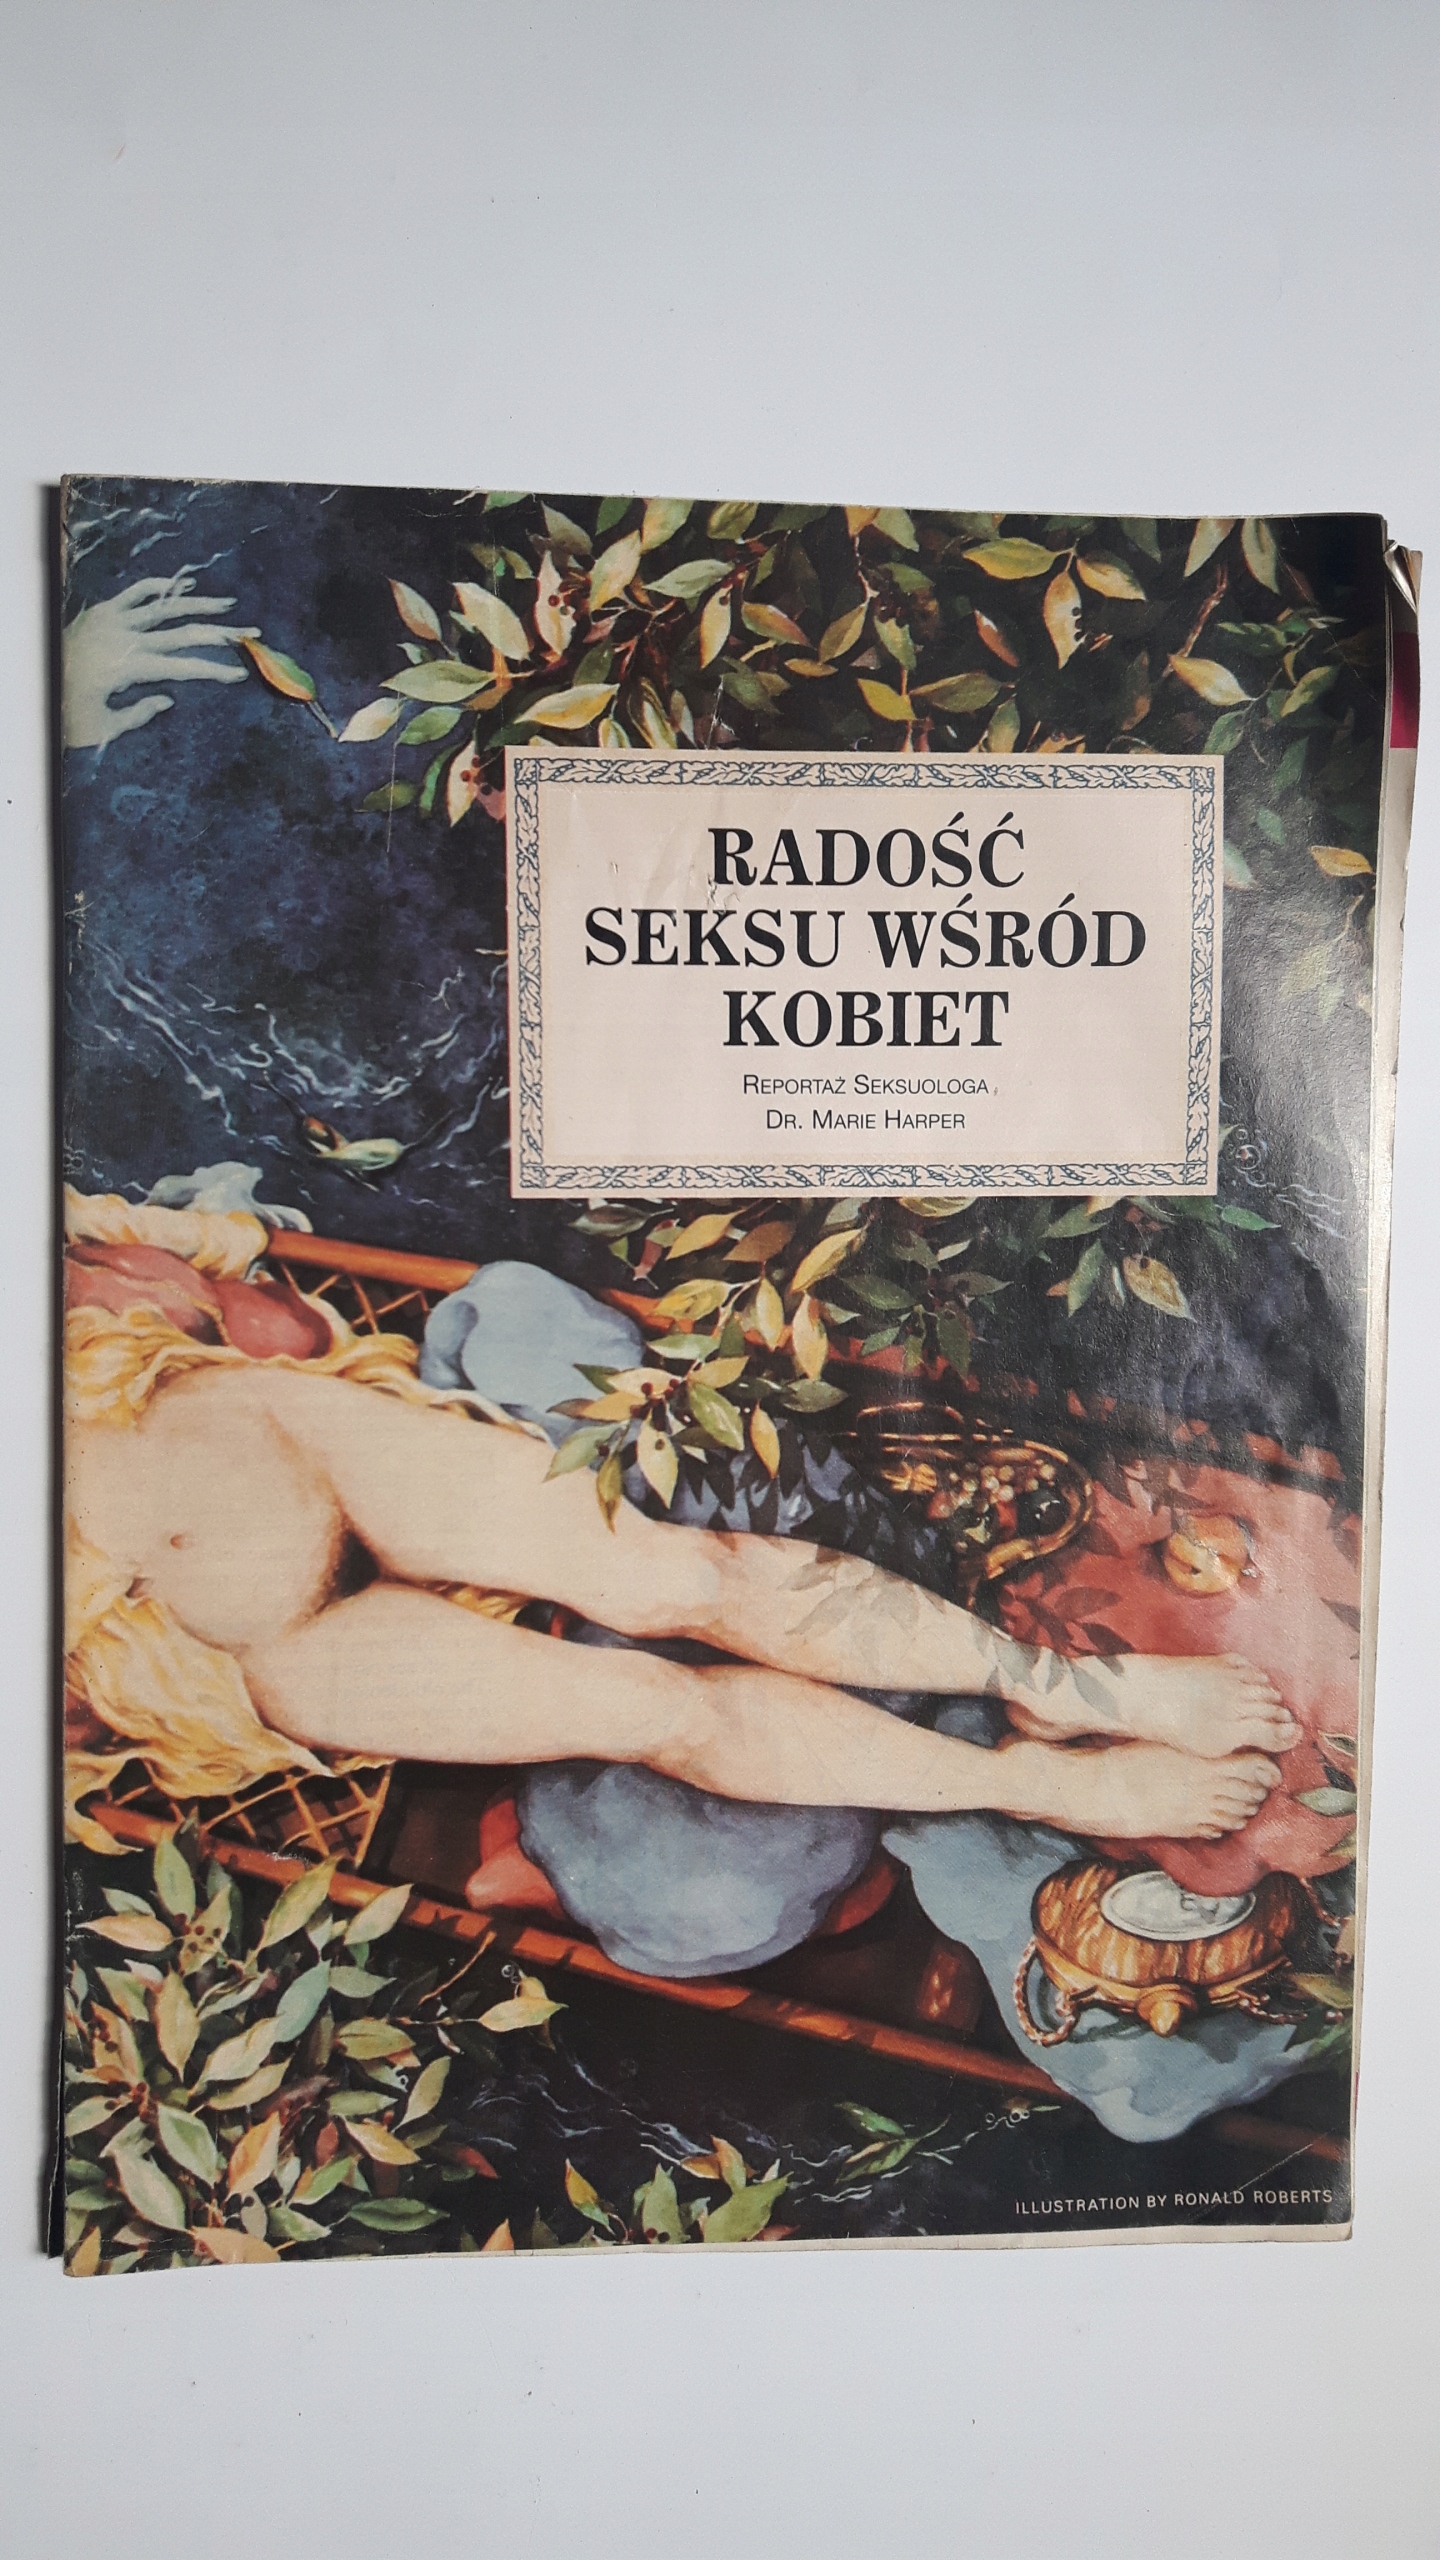 RADOŚĆ
SEKSU WŚRÓD
KOBIET
REPORTAŻ SEKSUOLOGA
DR. MARIE HARPER
ILLUSTRATION BY RONALD ROBERTS